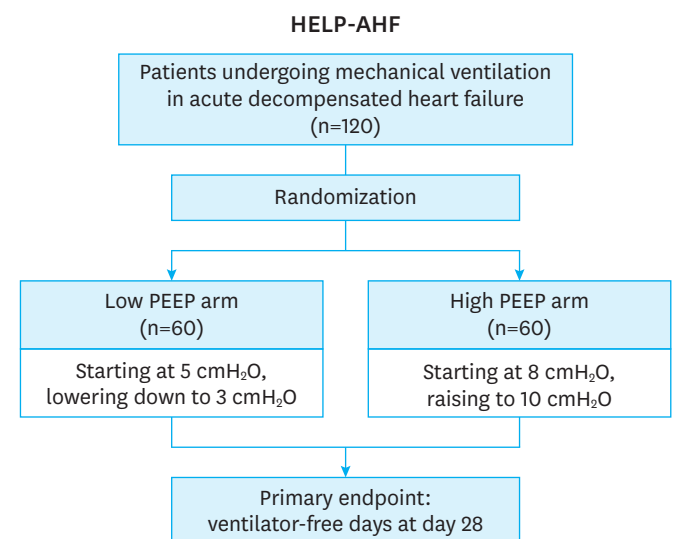 HELP-AHF
Patients undergoing mechanical ventilation
in acute decompensated heart failure
(n=120)
Randomization
Low PEEP arm
(n=60)
Starting at 5 cmH₂O,
lowering down to 3 cmH₂O
High PEEP arm
(n=60)
Starting at 8 cmH₂O,
raising to 10 cmH₂O
Primary endpoint:
ventilator-free days at day 28